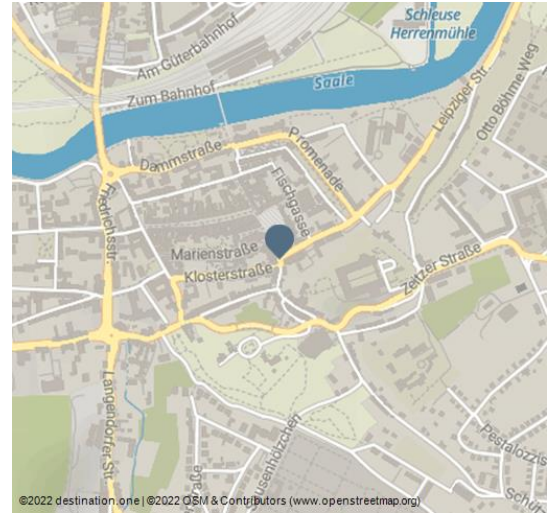 Schleuse
Herrenmühle
Am Güterbahnhof
Zum Bahnhof
Saale
Leipziger Str
Otto Böhme Weg
Dammstraße
Promenade
Fischgasse
Friedrichsstr
Marienstraße
Klosterstraße
P
Zeitzer Straße
Langendorfer Str
Pestalozzis
Schütz
©2022 destination.one | ©2022 OSM & Contributors (www.openstreetmap.org)